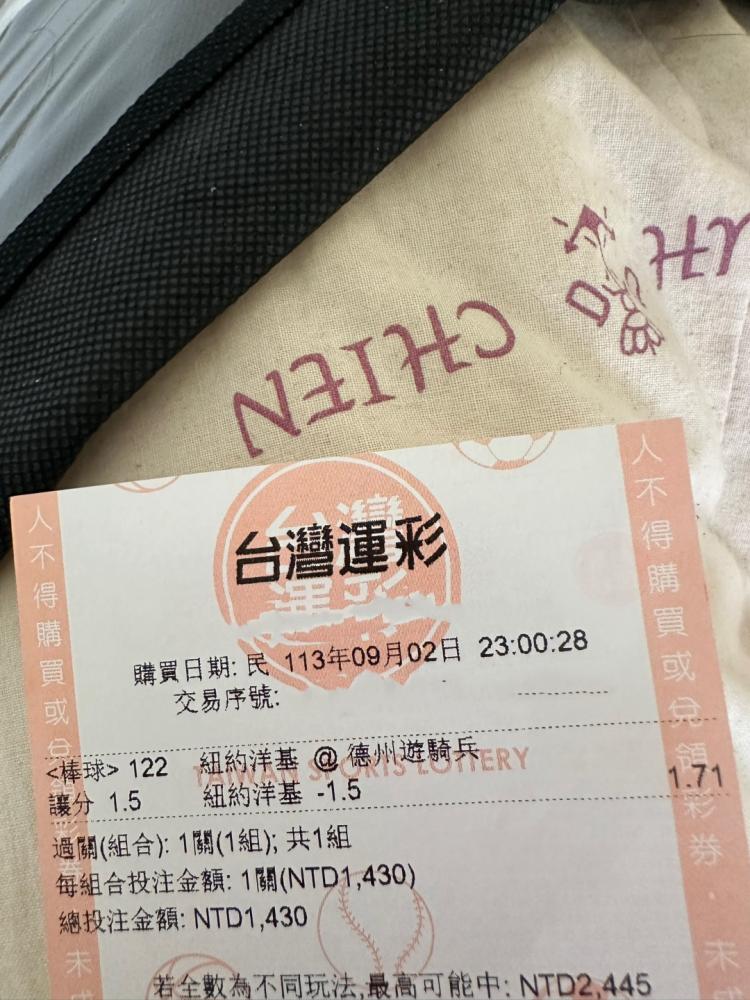 CHIEN
台灣運彩
購買日期: 民 113年09月02日 23:00:28
交易序號:
<棒球> 122 紐約洋基 @ 德州遊騎兵
TAIWAN SPORTS LOTTERY
讓分 1.5 紐約洋基 -1.5 1.71
過關(組合): 1關(1組); 共1組
每組合投注金額: 1關(NTD1,430)
總投注金額: NTD1,430
若全數為不同玩法,最高可能中: NTD2,445
人不得購買或兌領彩券．未
人不得購買或兌領彩券．未